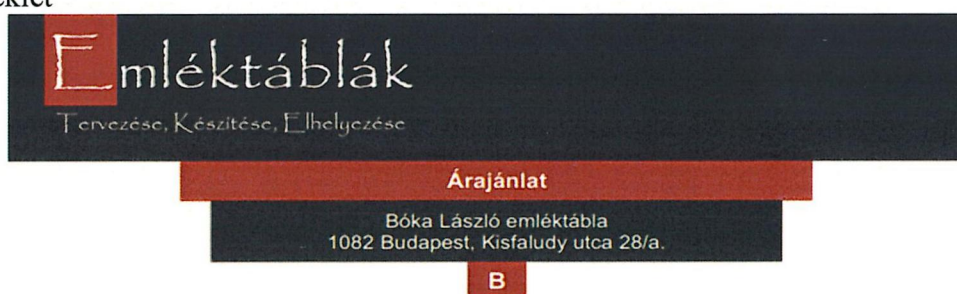 Emléktáblák
Tervezése, Készítése, Elhelyezése
Árajánlat
Bóka László emléktábla
1082 Budapest, Kisfaludy utca 28/a.
B